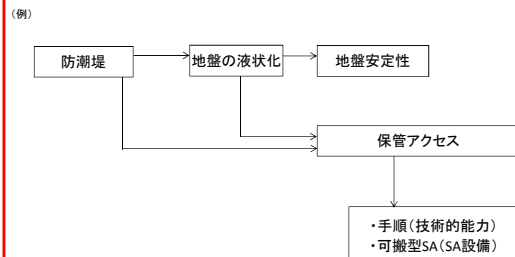 （例）
防潮堤
地盤の液状化
地盤安定性
保管アクセス
・手順（技術的能力）
・可搬型SA（SA設備）